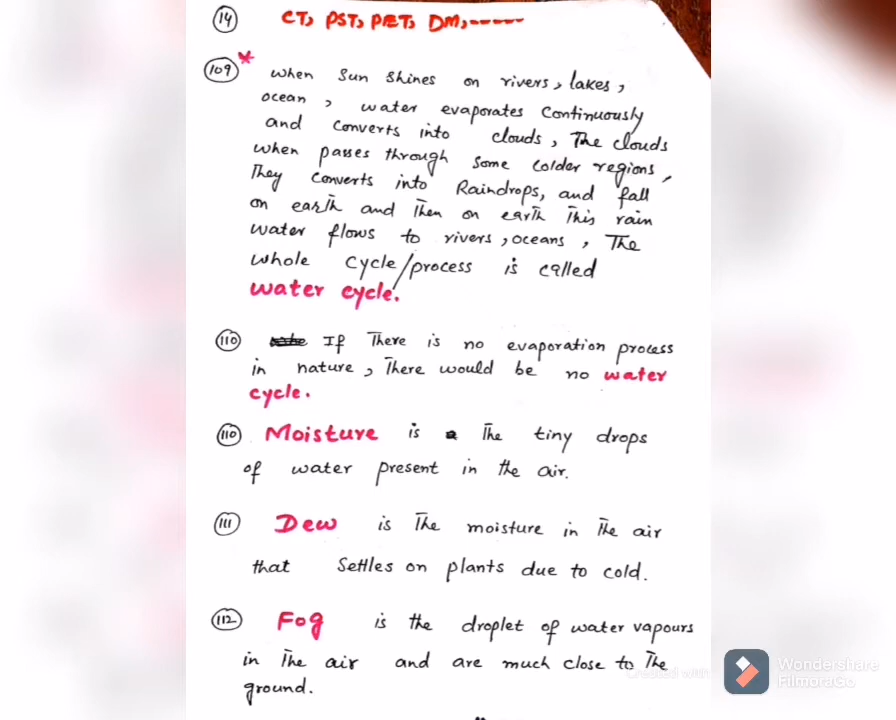 14 CT, PST, PET, DM,-----
109 * When Sun shines on rivers, lakes,
ocean, water evaporates continuously
and converts into clouds, The clouds
when passes through some colder regions,
They converts into Raindrops, and fall
on earth and Then on earth This rain
water flows to rivers, oceans, The
whole cycle/process is called
water cycle.
110 If There is no evaporation process
in nature, There would be no water
cycle.
110 Moisture is The tiny drops
of water present in the air.
111 Dew is The moisture in The air
that Settles on plants due to cold.
112 Fog is the droplet of water vapours
in The air and are much close to The
ground.
Created with
Wondershare
FilmoraGo